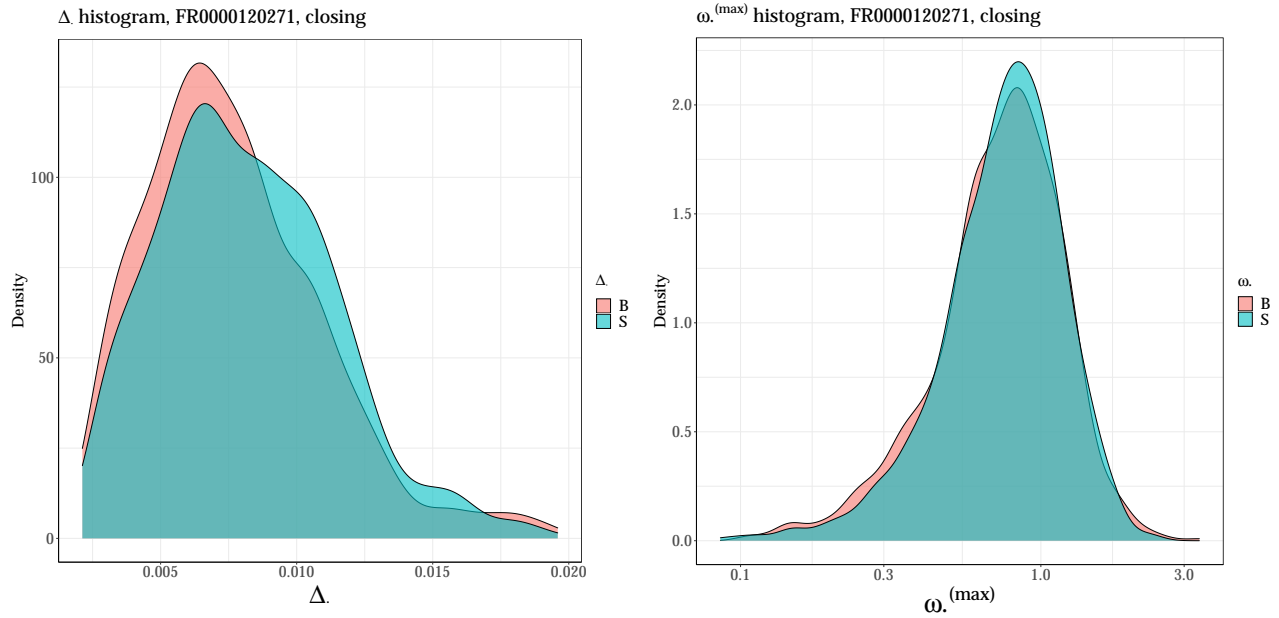 Δ. histogram, FR0000120271, closing
Density
100
50
0
0.005
0.010
0.015
0.020
Δ.
Δ.
B
S
ω.(max) histogram, FR0000120271, closing
Density
2.0
1.5
1.0
0.5
0.0
0.1
0.3
1.0
3.0
ω.(max)
ω.
B
S